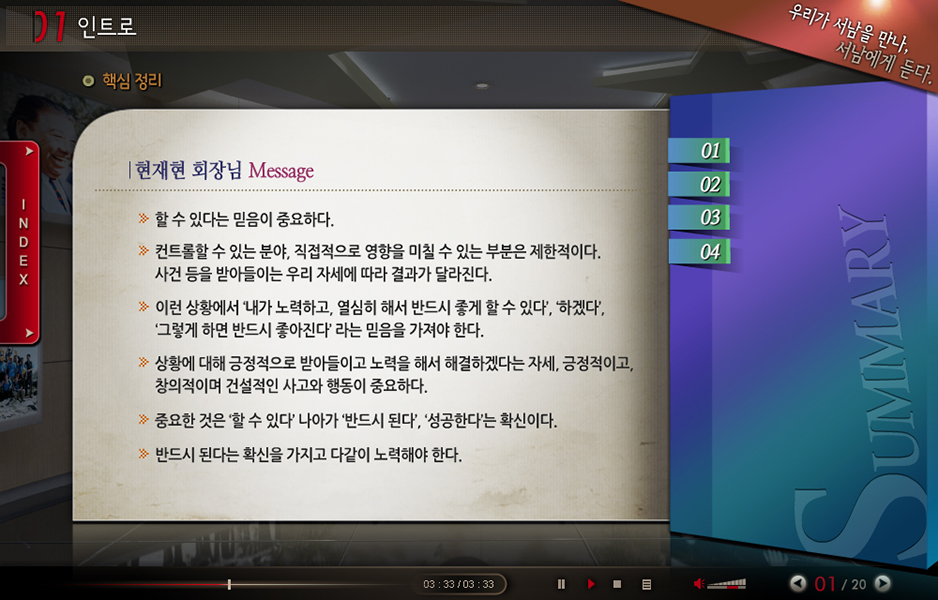 01 인트로
우리가 서남을 만나,
서남에게 듣다.
핵심 정리
현재현 회장님 Message
할 수 있다는 믿음이 중요하다.
컨트롤할 수 있는 분야, 직접적으로 영향을 미칠 수 있는 부분은 제한적이다.
사건 등을 받아들이는 우리 자세에 따라 결과가 달라진다.
이런 상황에서 ‘내가 노력하고, 열심히 해서 반드시 좋게 할 수 있다’, ‘하겠다’,
‘그렇게 하면 반드시 좋아진다’ 라는 믿음을 가져야 한다.
상황에 대해 긍정적으로 받아들이고 노력을 해서 해결하겠다는 자세, 긍정적이고,
창의적이며 건설적인 사고와 행동이 중요하다.
중요한 것은 ‘할 수 있다’ 나아가 ‘반드시 된다’, ‘성공한다’는 확신이다.
반드시 된다는 확신을 가지고 다같이 노력해야 한다.
INDEX
01
02
03
04
SUMMARY
03 : 33 / 03 : 33
01 / 20